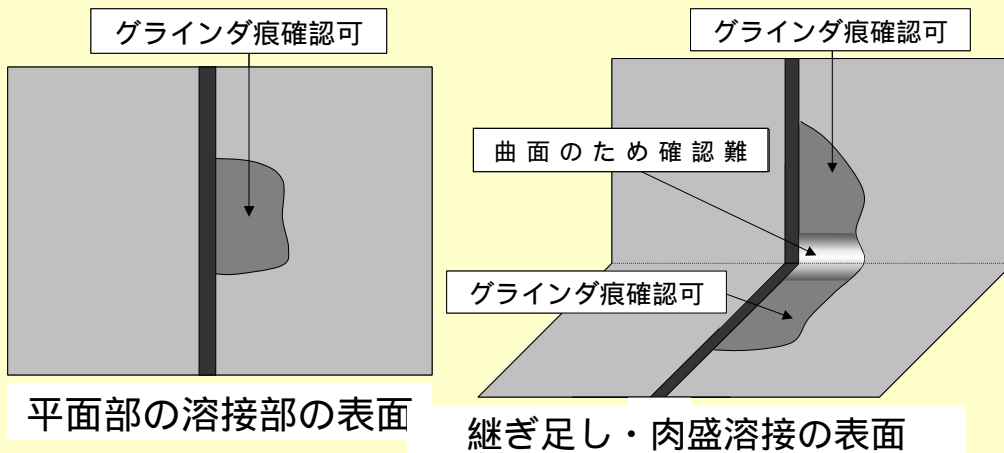 グラインダ痕確認可
平面部の溶接部の表面
グラインダ痕確認可
曲面のため確認難
グラインダ痕確認可
継ぎ足し・肉盛溶接の表面